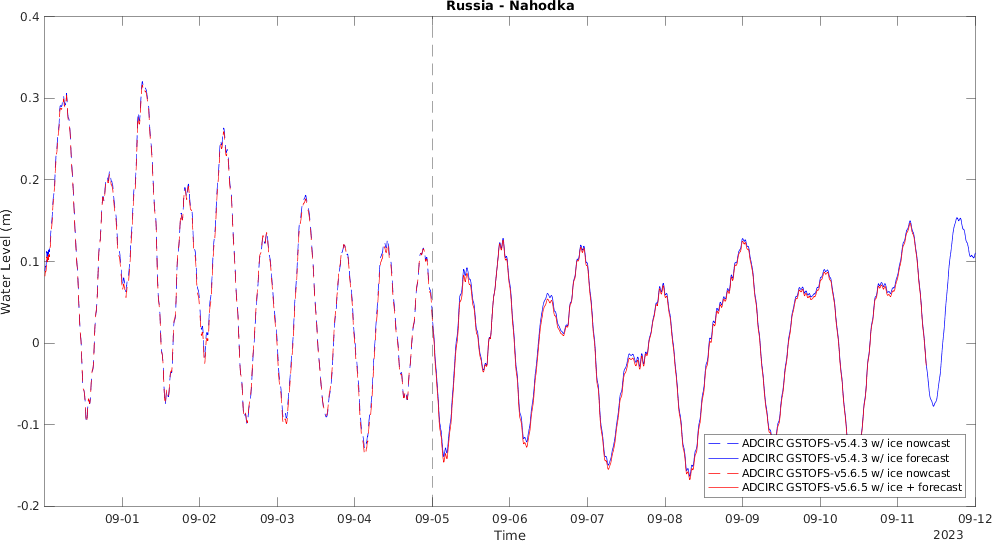 Russia - Nahodka
0.4
0.3
0.2
0.1
0
-0.1
-0.2
Water Level (m)
09-01 09-02 09-03 09-04 09-05 09-06 09-07 09-08 09-09 09-10 09-11 09-12
Time
2023
ADCIRC GSTOFS-v5.4.3 w/ ice nowcast
ADCIRC GSTOFS-v5.4.3 w/ ice forecast
ADCIRC GSTOFS-v5.6.5 w/ ice nowcast
ADCIRC GSTOFS-v5.6.5 w/ ice + forecast